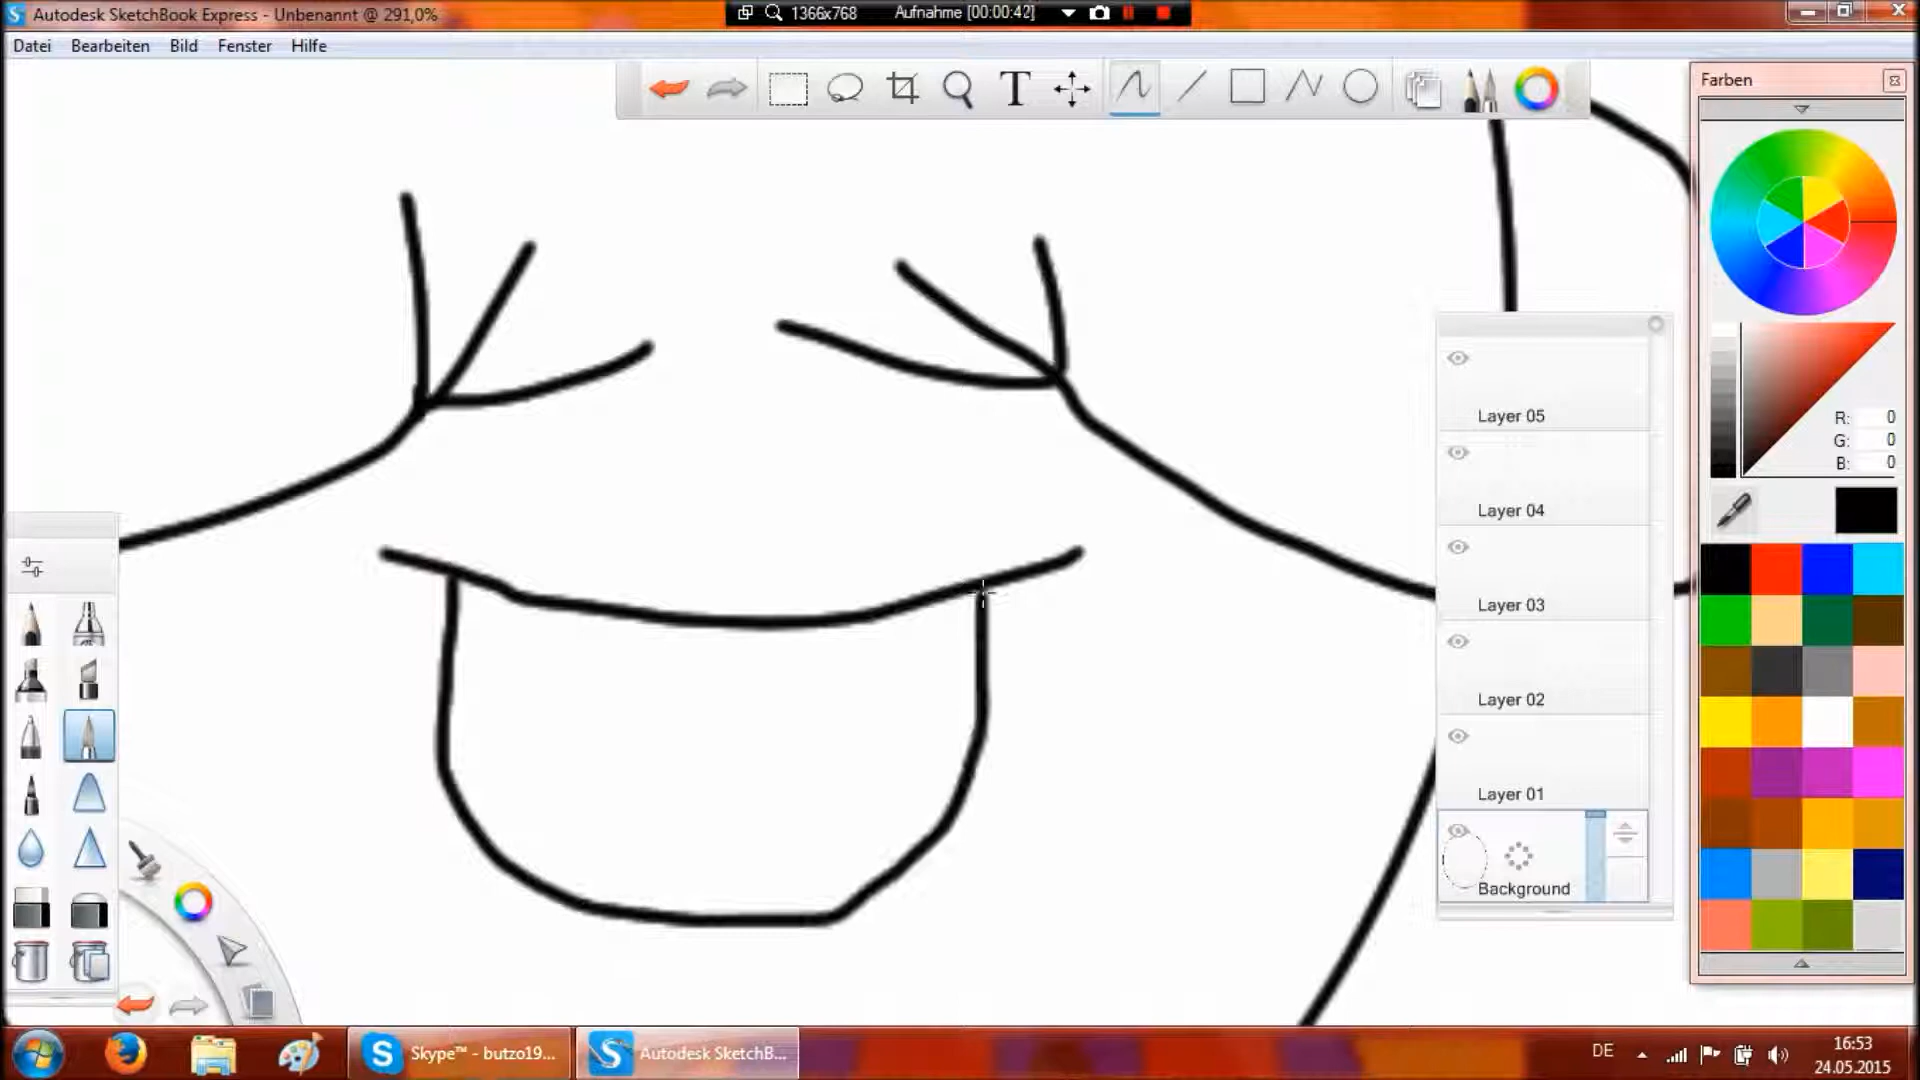 Autodesk SketchBook Express - Unbenannt @ 291,0%
1366x768 Aufnahme [00:00:42]
Datei Bearbeiten Bild Fenster Hilfe
T
Farben
R: 0
G: 0
B: 0
Layer 05
Layer 04
Layer 03
Layer 02
Layer 01
Background
Skype™ - butzo19...
Autodesk SketchB...
DE
16:53
24.05.2015